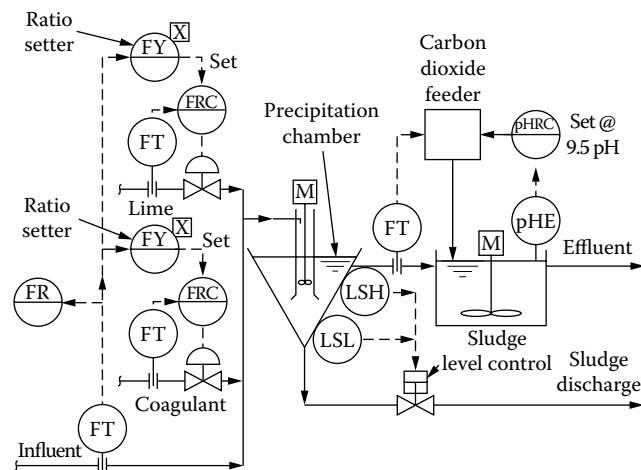 Ratio
setter
FY
X
Set
FRC
FT
Lime
Ratio
setter
FY
X
Set
FRC
FR
FT
Coagulant
FT
Influent
Precipitation
chamber
M
Carbon
dioxide
feeder
pHRC
Set @
9.5 pH
FT
pHE
M
Effluent
LSH
LSL
Sludge
level control
Sludge
discharge